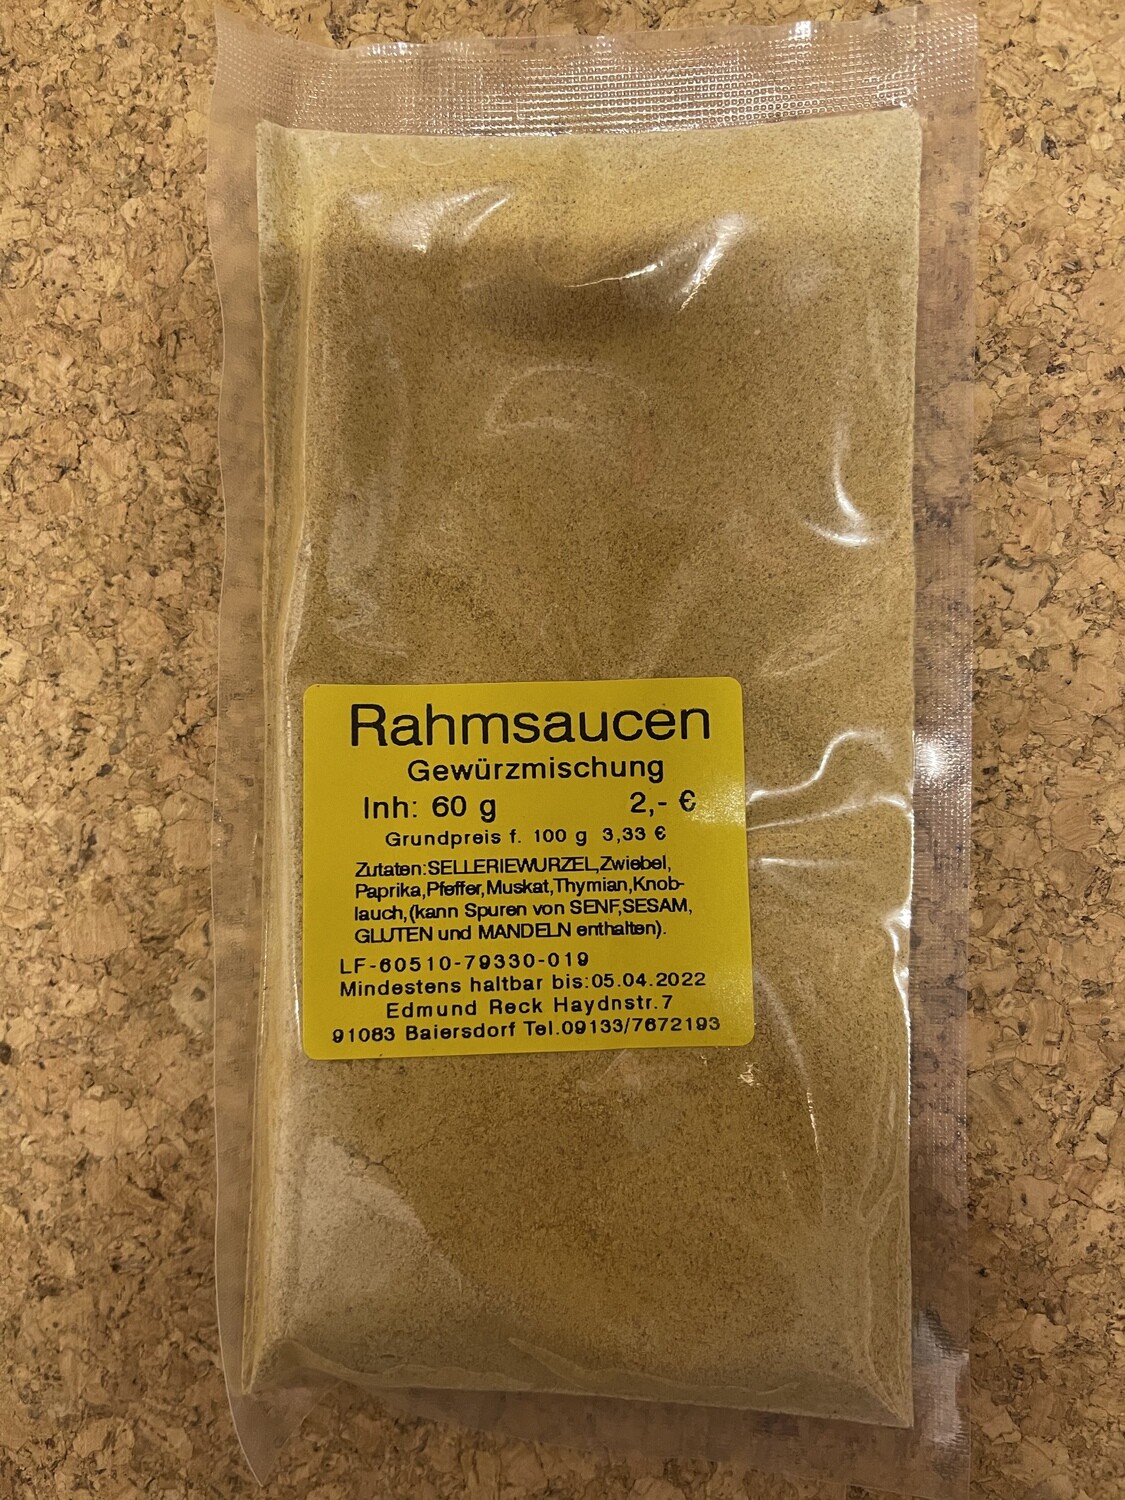 Rahmsaucen
Gewürzmischung
Inh: 60 g 2,- €
Grundpreis f. 100 g 3,33 €
Zutaten:SELLERIEWURZEL,Zwiebel,
Paprika,Pfeffer,Muskat,Thymian,Knob-
lauch,(kann Spuren von SENF,SESAM,
GLUTEN und MANDELN enthalten).
LF-60510-79330-019
Mindestens haltbar bis:05.04.2022
Edmund Reck Haydnstr.7
91083 Baiersdorf Tel.09133/7672193